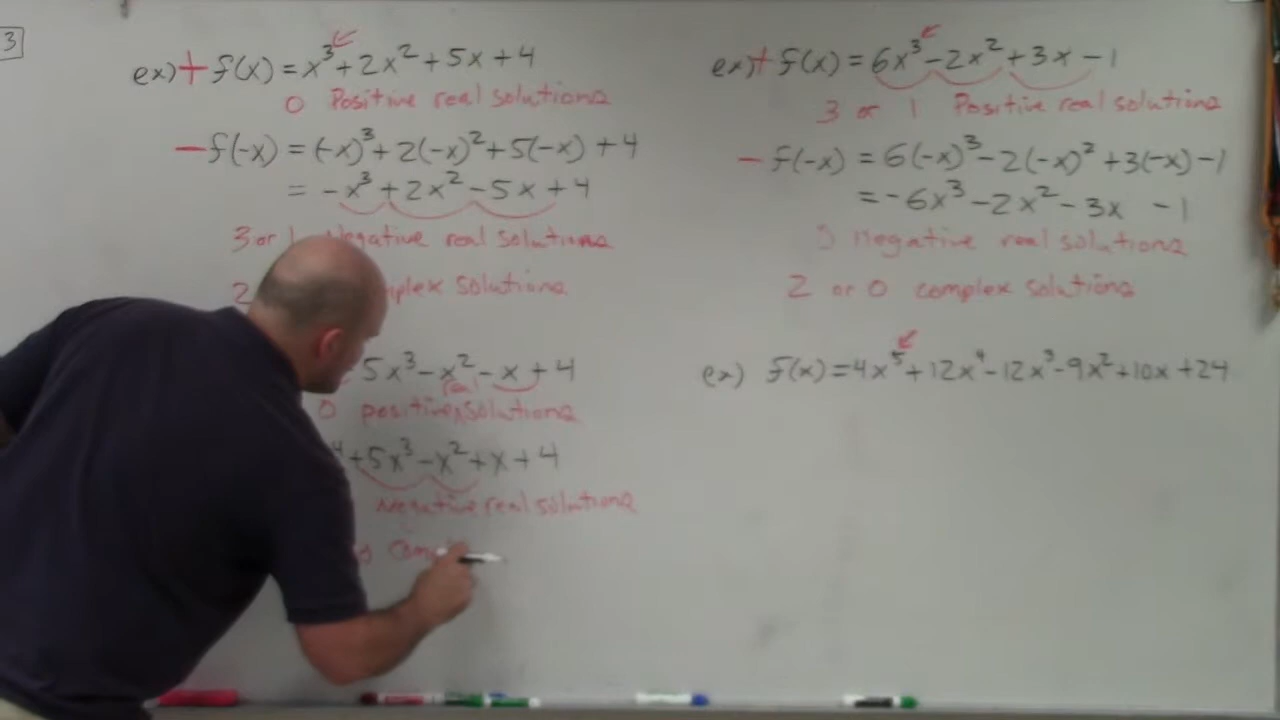 3
ex) + f(x) = x³ + 2x² + 5x + 4
0 Positive real solutions
− f(-x) = (-x)³ + 2(-x)² + 5(-x) + 4
= -x³ + 2x² - 5x + 4
3 or 1 Negative real solutions
2 complex solutions
5x³ - x² - x + 4
real
0 positive solutions
⁴ + 5x³ - x² + x + 4
Negative real solutions
ex) + f(x) = 6x³ - 2x² + 3x - 1
3 or 1 Positive real solutions
− f(-x) = 6(-x)³ - 2(-x)² + 3(-x) - 1
= -6x³ - 2x² - 3x - 1
Negative real solutions
2 or 0 complex solutions
ex) f(x) = 4x⁵ + 12x⁴ - 12x³ - 9x² + 10x + 24